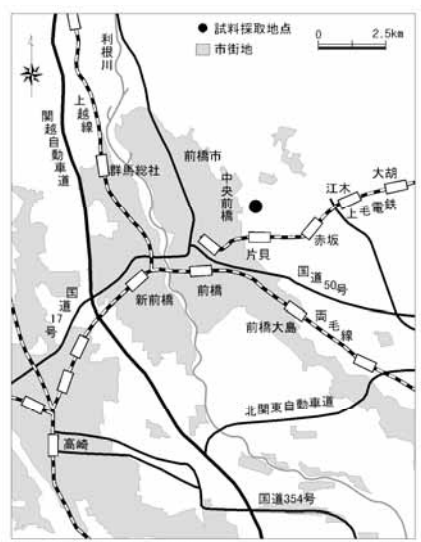 試料採取地点
市街地
0 2.5km
利根川
上越線
関越自動車道
群馬総社
前橋市
中央前橋
大胡
江木
上毛電鉄
赤坂
片貝
国道50号
国道17号
新前橋
前橋
前橋大島
両毛線
北関東自動車道
高崎
国道354号